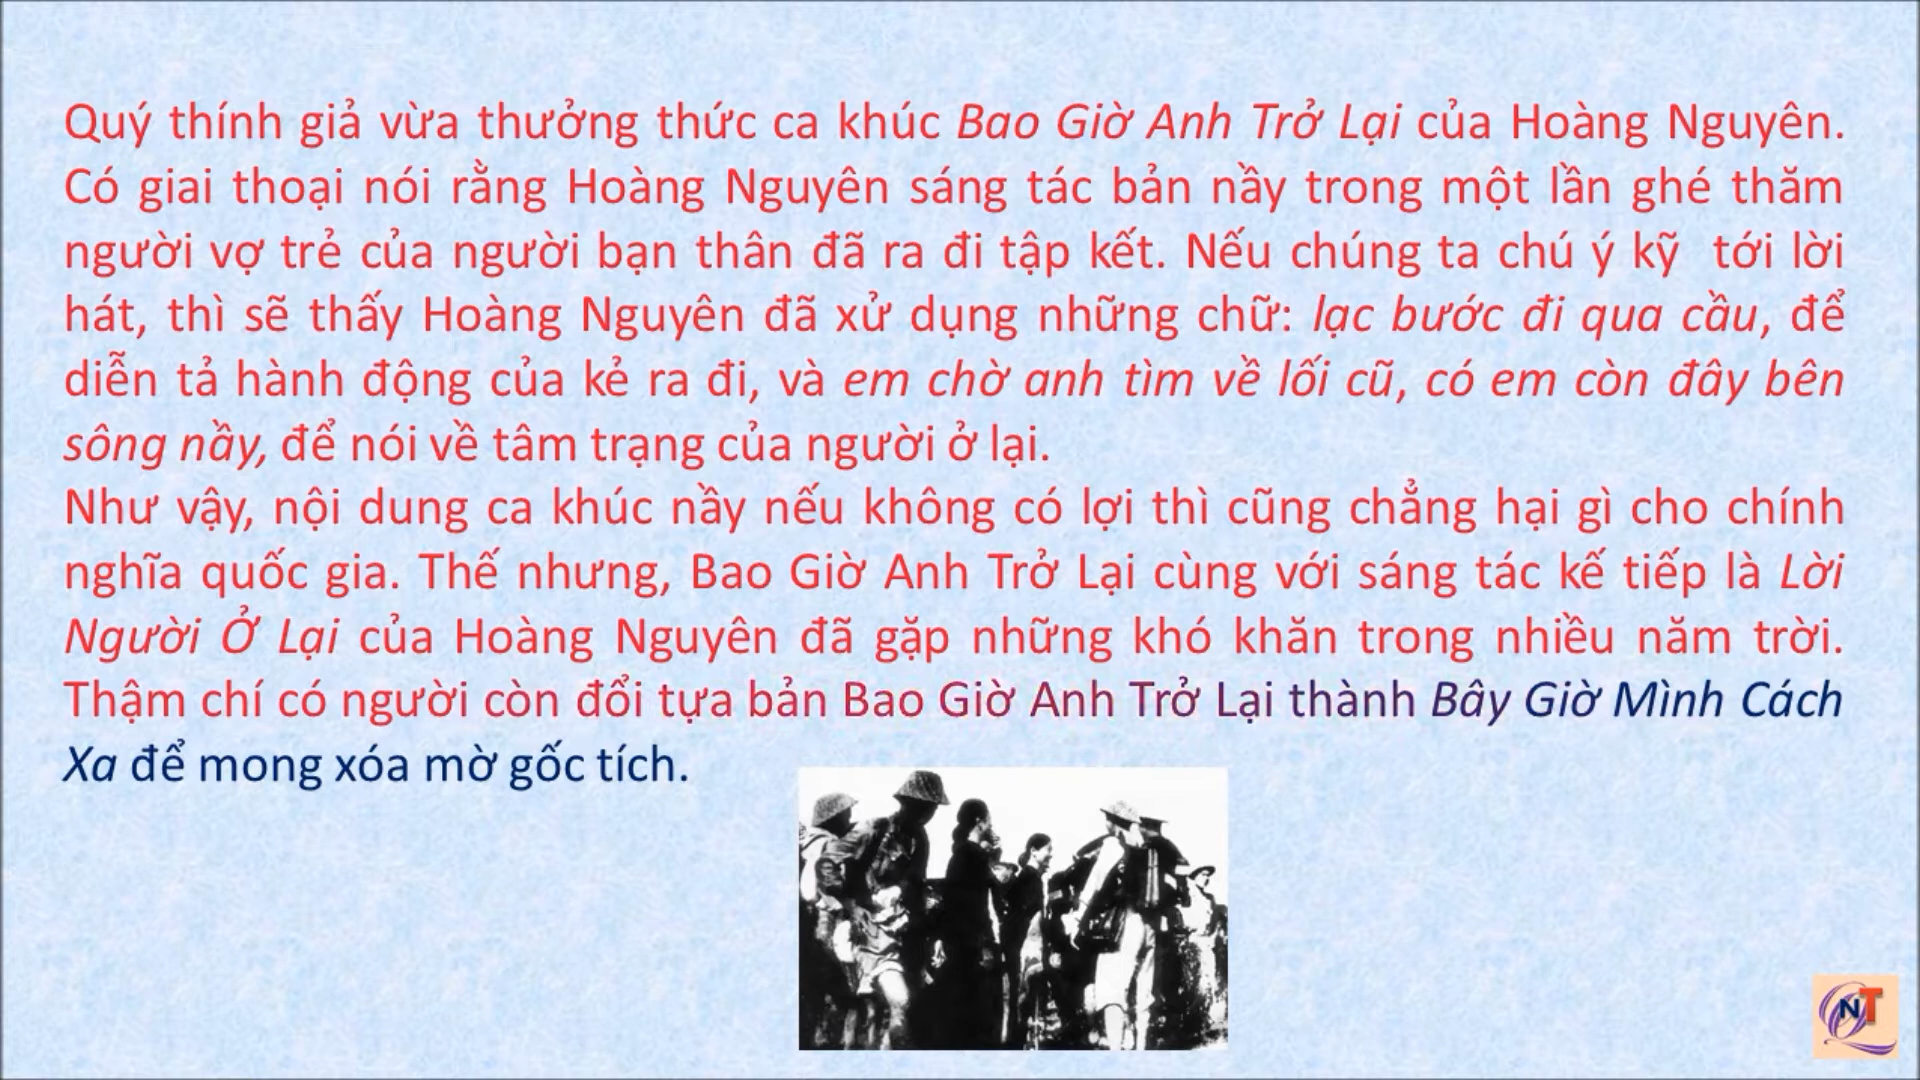 Quý thính giả vừa thưởng thức ca khúc Bao Giờ Anh Trở Lại của Hoàng Nguyên.
Có giai thoại nói rằng Hoàng Nguyên sáng tác bản nầy trong một lần ghé thăm
người vợ trẻ của người bạn thân đã ra đi tập kết. Nếu chúng ta chú ý kỹ tới lời
hát, thì sẽ thấy Hoàng Nguyên đã xử dụng những chữ: lạc bước đi qua cầu, để
diễn tả hành động của kẻ ra đi, và em chờ anh tìm về lối cũ, có em còn đây bên
sông nầy, để nói về tâm trạng của người ở lại.
Như vậy, nội dung ca khúc nầy nếu không có lợi thì cũng chẳng hại gì cho chính
nghĩa quốc gia. Thế nhưng, Bao Giờ Anh Trở Lại cùng với sáng tác kế tiếp là Lời
Người Ở Lại của Hoàng Nguyên đã gặp những khó khăn trong nhiều năm trời.
Thậm chí có người còn đổi tựa bản Bao Giờ Anh Trở Lại thành Bây Giờ Mình Cách
Xa để mong xóa mờ gốc tích.
NT